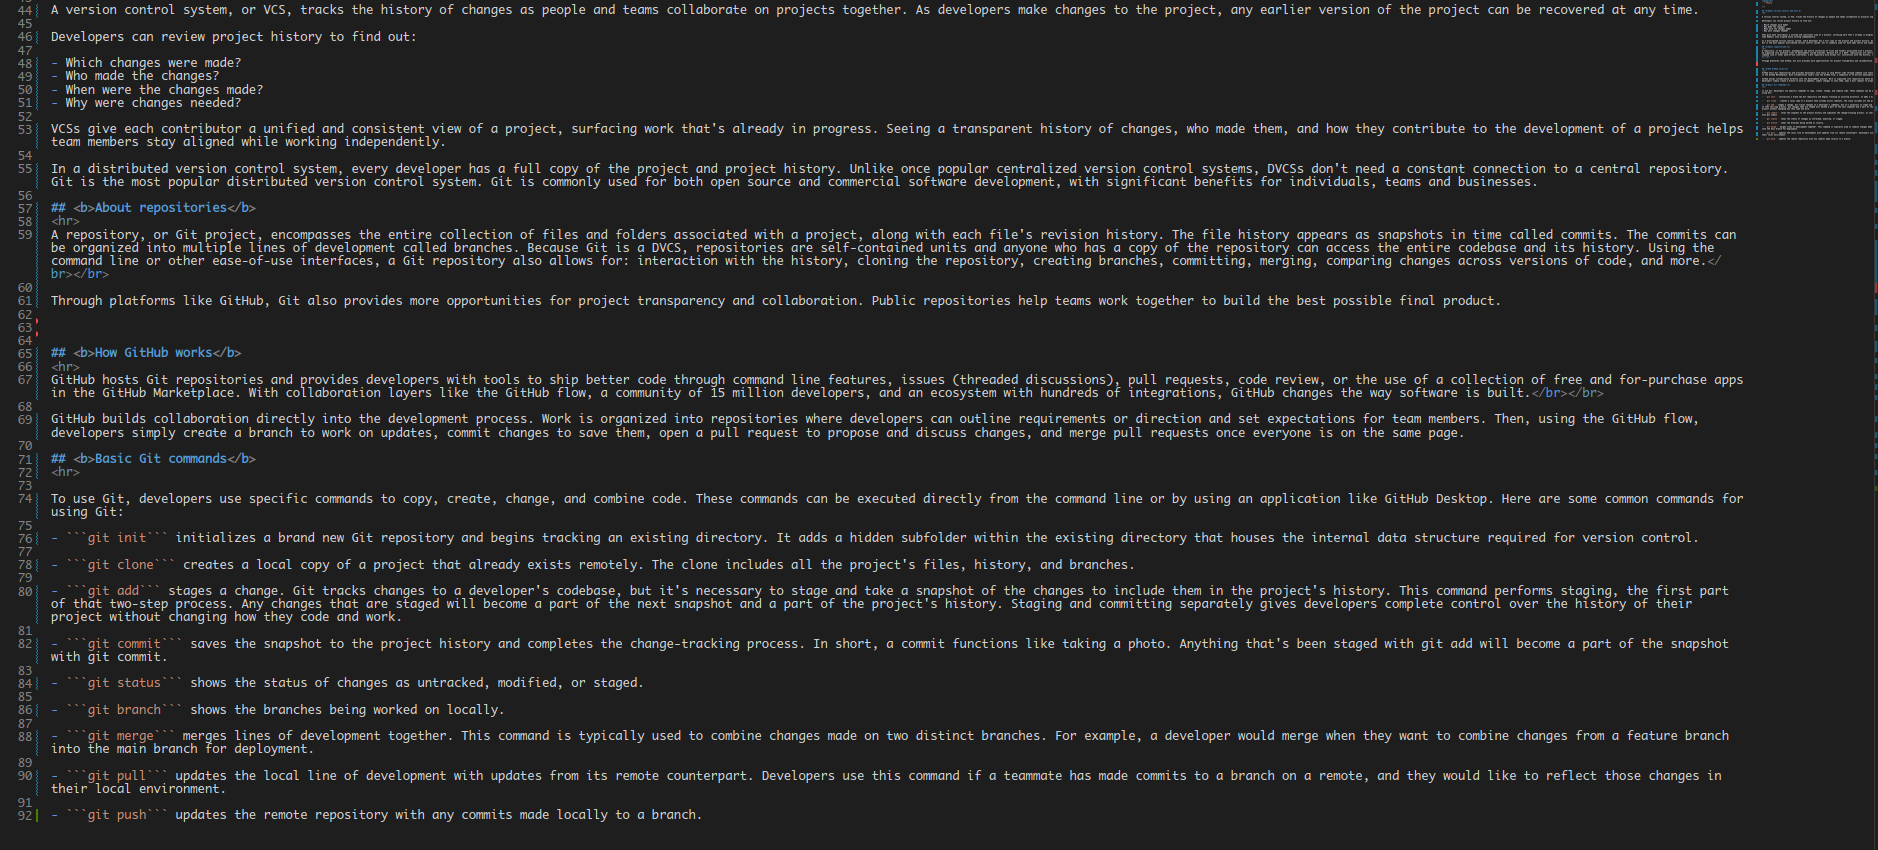 44 A version control system, or VCS, tracks the history of changes as people and teams collaborate on projects together. As developers make changes to the project, any earlier version of the project can be recovered at any time.
45
46 Developers can review project history to find out:
47
48 - Which changes were made?
49 - Who made the changes?
50 - When were the changes made?
51 - Why were changes needed?
52
53 VCSs give each contributor a unified and consistent view of a project, surfacing work that's already in progress. Seeing a transparent history of changes, who made them, and how they contribute to the development of a project helps
team members stay aligned while working independently.
54
55 In a distributed version control system, every developer has a full copy of the project and project history. Unlike once popular centralized version control systems, DVCSs don't need a constant connection to a central repository.
Git is the most popular distributed version control system. Git is commonly used for both open source and commercial software development, with significant benefits for individuals, teams and businesses.
56
57 ## <b>About repositories</b>
58 <hr>
59 A repository, or Git project, encompasses the entire collection of files and folders associated with a project, along with each file's revision history. The file history appears as snapshots in time called commits. The commits can
be organized into multiple lines of development called branches. Because Git is a DVCS, repositories are self-contained units and anyone who has a copy of the repository can access the entire codebase and its history. Using the
command line or other ease-of-use interfaces, a Git repository also allows for: interaction with the history, cloning the repository, creating branches, committing, merging, comparing changes across versions of code, and more.</
br></br>
60
61 Through platforms like GitHub, Git also provides more opportunities for project transparency and collaboration. Public repositories help teams work together to build the best possible final product.
62
63
64
65 ## <b>How GitHub works</b>
66 <hr>
67 GitHub hosts Git repositories and provides developers with tools to ship better code through command line features, issues (threaded discussions), pull requests, code review, or the use of a collection of free and for-purchase apps
in the GitHub Marketplace. With collaboration layers like the GitHub flow, a community of 15 million developers, and an ecosystem with hundreds of integrations, GitHub changes the way software is built.</br></br>
68
69 GitHub builds collaboration directly into the development process. Work is organized into repositories where developers can outline requirements or direction and set expectations for team members. Then, using the GitHub flow,
developers simply create a branch to work on updates, commit changes to save them, open a pull request to propose and discuss changes, and merge pull requests once everyone is on the same page.
70
71 ## <b>Basic Git commands</b>
72 <hr>
73
74 To use Git, developers use specific commands to copy, create, change, and combine code. These commands can be executed directly from the command line or by using an application like GitHub Desktop. Here are some common commands for
using Git:
75
76 - ```git init``` initializes a brand new Git repository and begins tracking an existing directory. It adds a hidden subfolder within the existing directory that houses the internal data structure required for version control.
77
78 - ```git clone``` creates a local copy of a project that already exists remotely. The clone includes all the project's files, history, and branches.
79
80 - ```git add``` stages a change. Git tracks changes to a developer's codebase, but it's necessary to stage and take a snapshot of the changes to include them in the project's history. This command performs staging, the first part
of that two-step process. Any changes that are staged will become a part of the next snapshot and a part of the project's history. Staging and committing separately gives developers complete control over the history of their
project without changing how they code and work.
81
82 - ```git commit``` saves the snapshot to the project history and completes the change-tracking process. In short, a commit functions like taking a photo. Anything that's been staged with git add will become a part of the snapshot
with git commit.
83
84 - ```git status``` shows the status of changes as untracked, modified, or staged.
85
86 - ```git branch``` shows the branches being worked on locally.
87
88 - ```git merge``` merges lines of development together. This command is typically used to combine changes made on two distinct branches. For example, a developer would merge when they want to combine changes from a feature branch
into the main branch for deployment.
89
90 - ```git pull``` updates the local line of development with updates from its remote counterpart. Developers use this command if a teammate has made commits to a branch on a remote, and they would like to reflect those changes in
their local environment.
91
92 - ```git push``` updates the remote repository with any commits made locally to a branch.